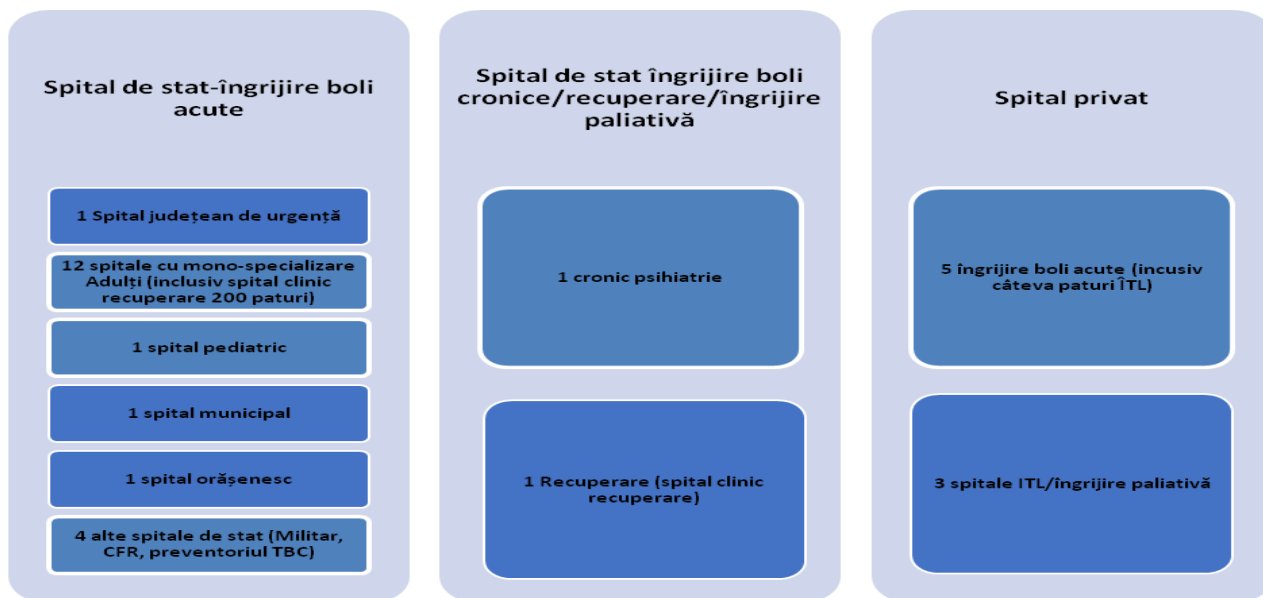 Spital de stat-îngrijire boli
acute
1 Spital județean de urgență
12 spitale cu mono-specializare
Adulți (inclusiv spital clinic
recuperare 200 paturi)
1 spital pediatric
1 spital municipal
1 spital orășenesc
4 alte spitale de stat (Militar,
CFR, preventoriul TBC)
Spital de stat îngrijire boli
cronice/recuperare/îngrijire
paliativă
1 cronic psihiatrie
1 Recuperare (spital clinic
recuperare)
Spital privat
5 îngrijire boli acute (incusiv
câteva paturi ÎTL)
3 spitale ITL/îngrijire paliativă